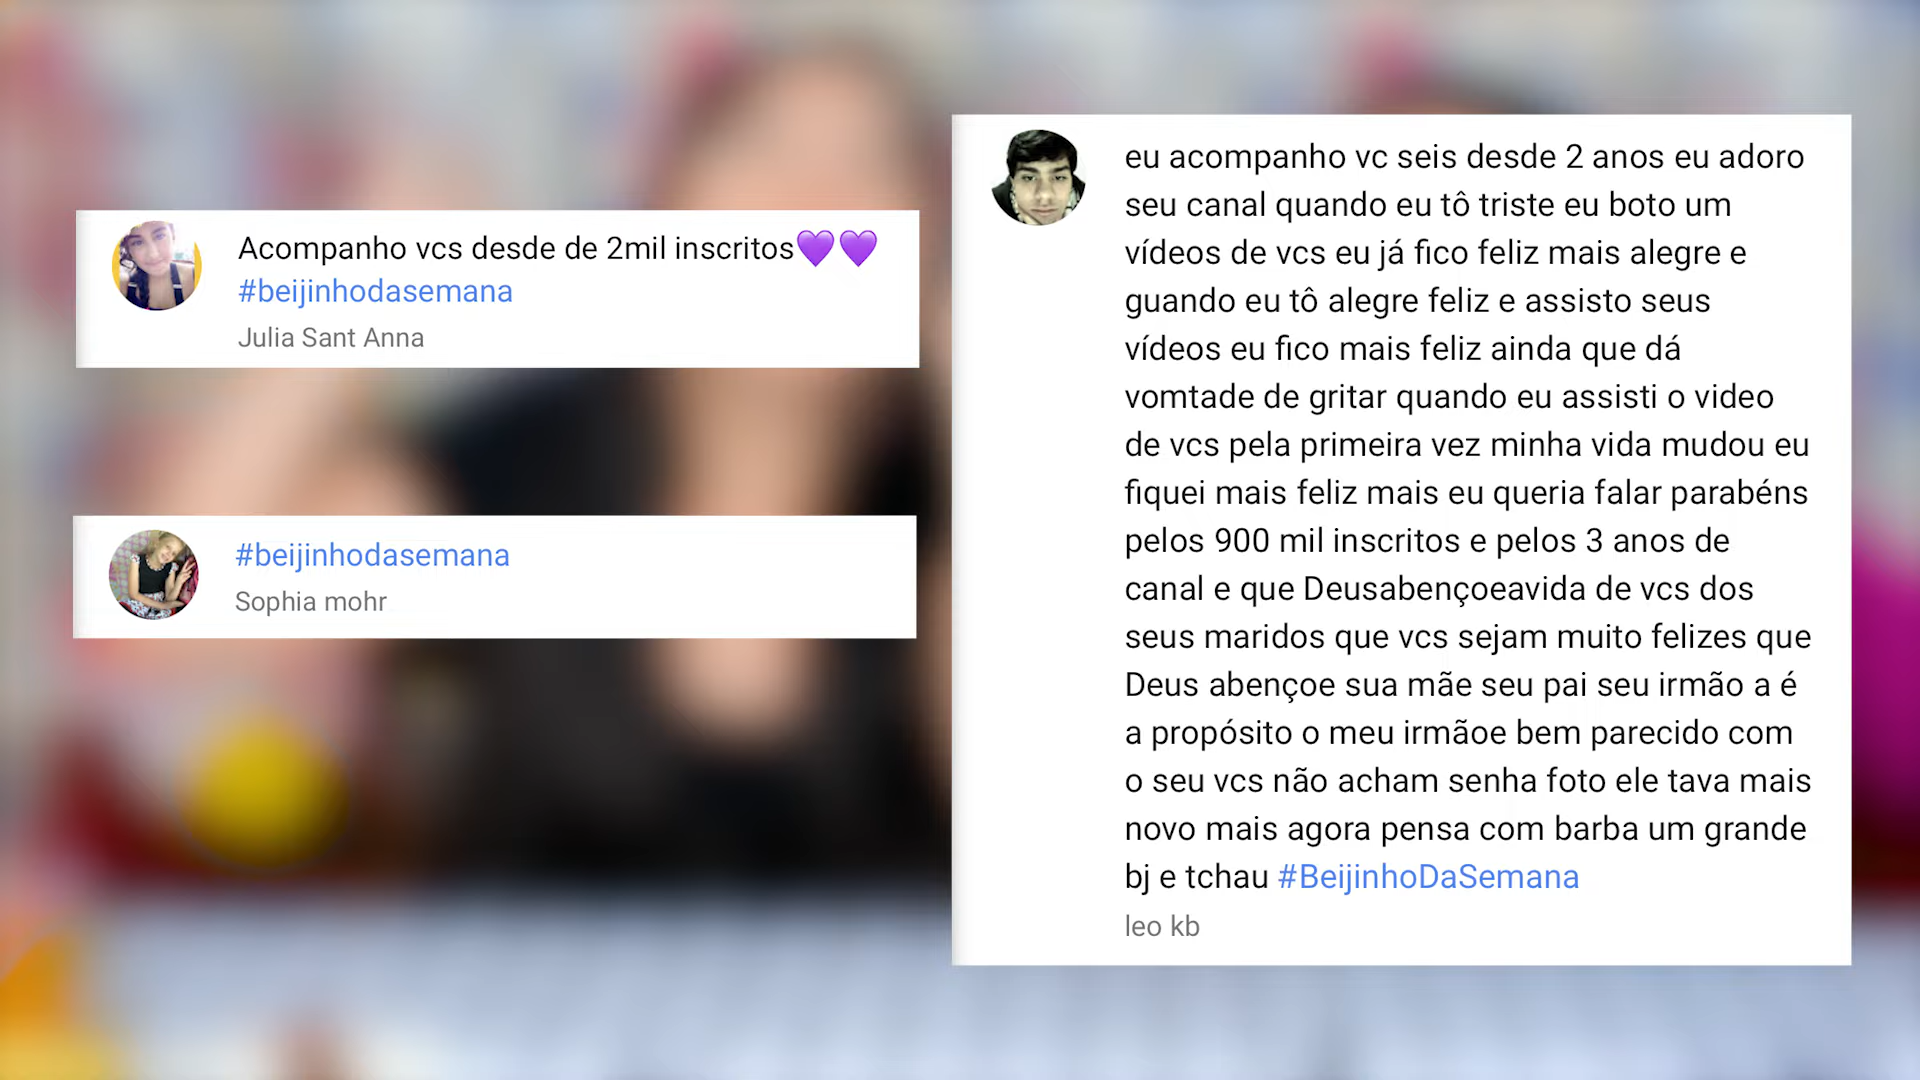 Acompanho vcs desde de 2mil inscritos💜💜
#beijinhodasemana
Julia Sant Anna
#beijinhodasemana
Sophia mohr
eu acompanho vc seis desde 2 anos eu adoro
seu canal quando eu tô triste eu boto um
vídeos de vcs eu já fico feliz mais alegre e
guando eu tô alegre feliz e assisto seus
vídeos eu fico mais feliz ainda que dá
vomtade de gritar quando eu assisti o video
de vcs pela primeira vez minha vida mudou eu
fiquei mais feliz mais eu queria falar parabéns
pelos 900 mil inscritos e pelos 3 anos de
canal e que Deusabençoeavida de vcs dos
seus maridos que vcs sejam muito felizes que
Deus abençoe sua mãe seu pai seu irmão a é
a propósito o meu irmãoe bem parecido com
o seu vcs não acham senha foto ele tava mais
novo mais agora pensa com barba um grande
bj e tchau #BeijinhoDaSemana
leo kb